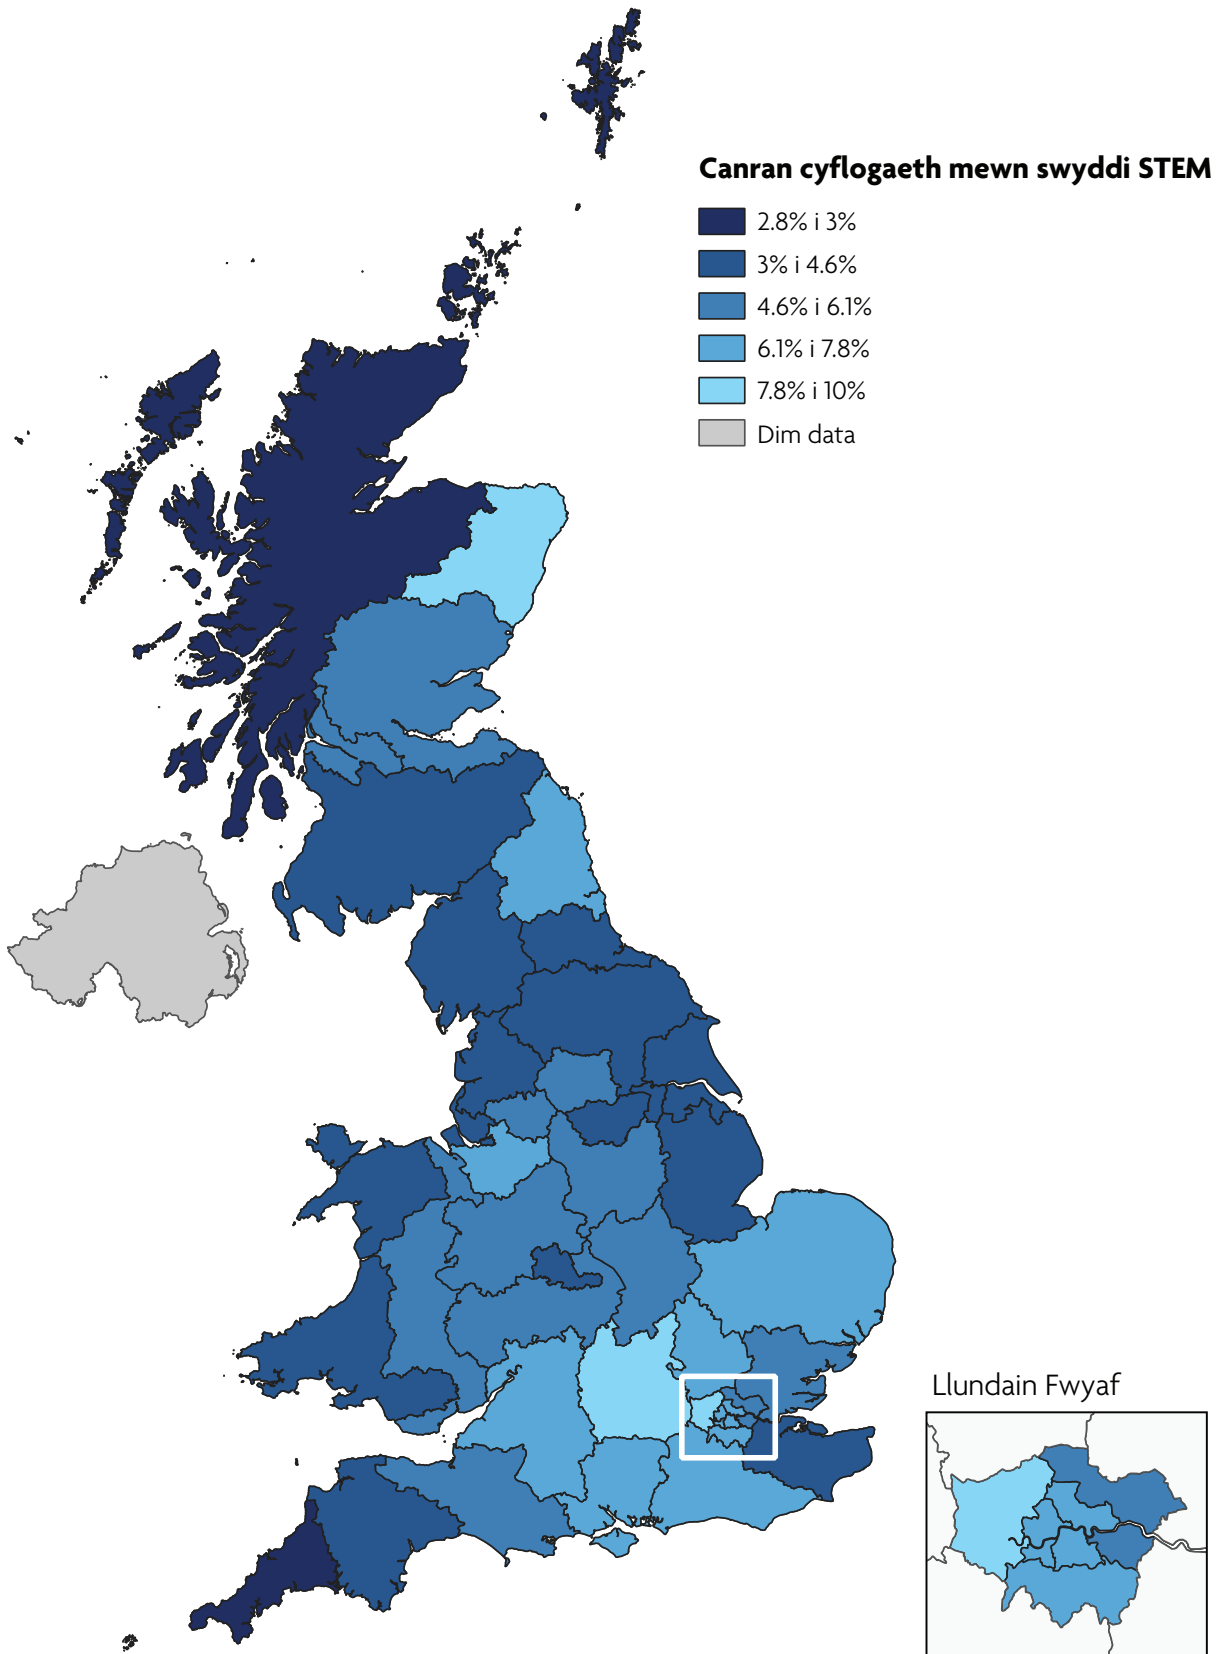 Canran cyflogaeth mewn swyddi STEM
2.8% i 3%
3% i 4.6%
4.6% i 6.1%
6.1% i 7.8%
7.8% i 10%
Dim data
Llundain Fwyaf